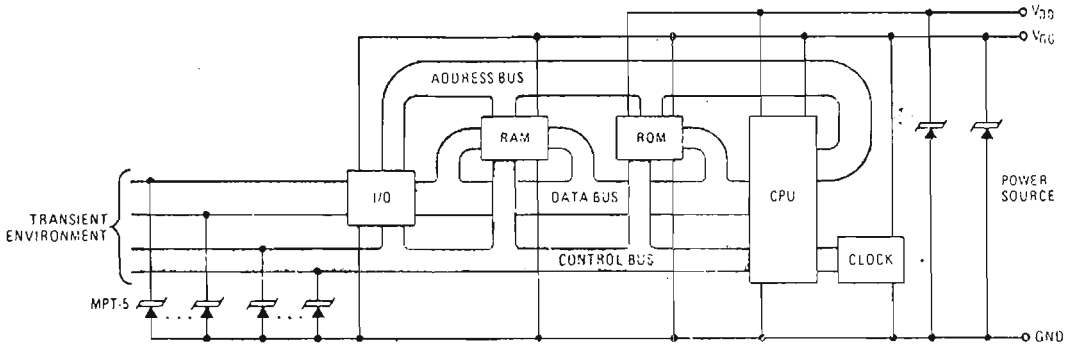 VDD
VGG
ADDRESS BUS
RAM
ROM
I/O
CPU
DATA BUS
TRANSIENT
ENVIRONMENT
POWER
SOURCE
CONTROL BUS
CLOCK
MPT-5
GND